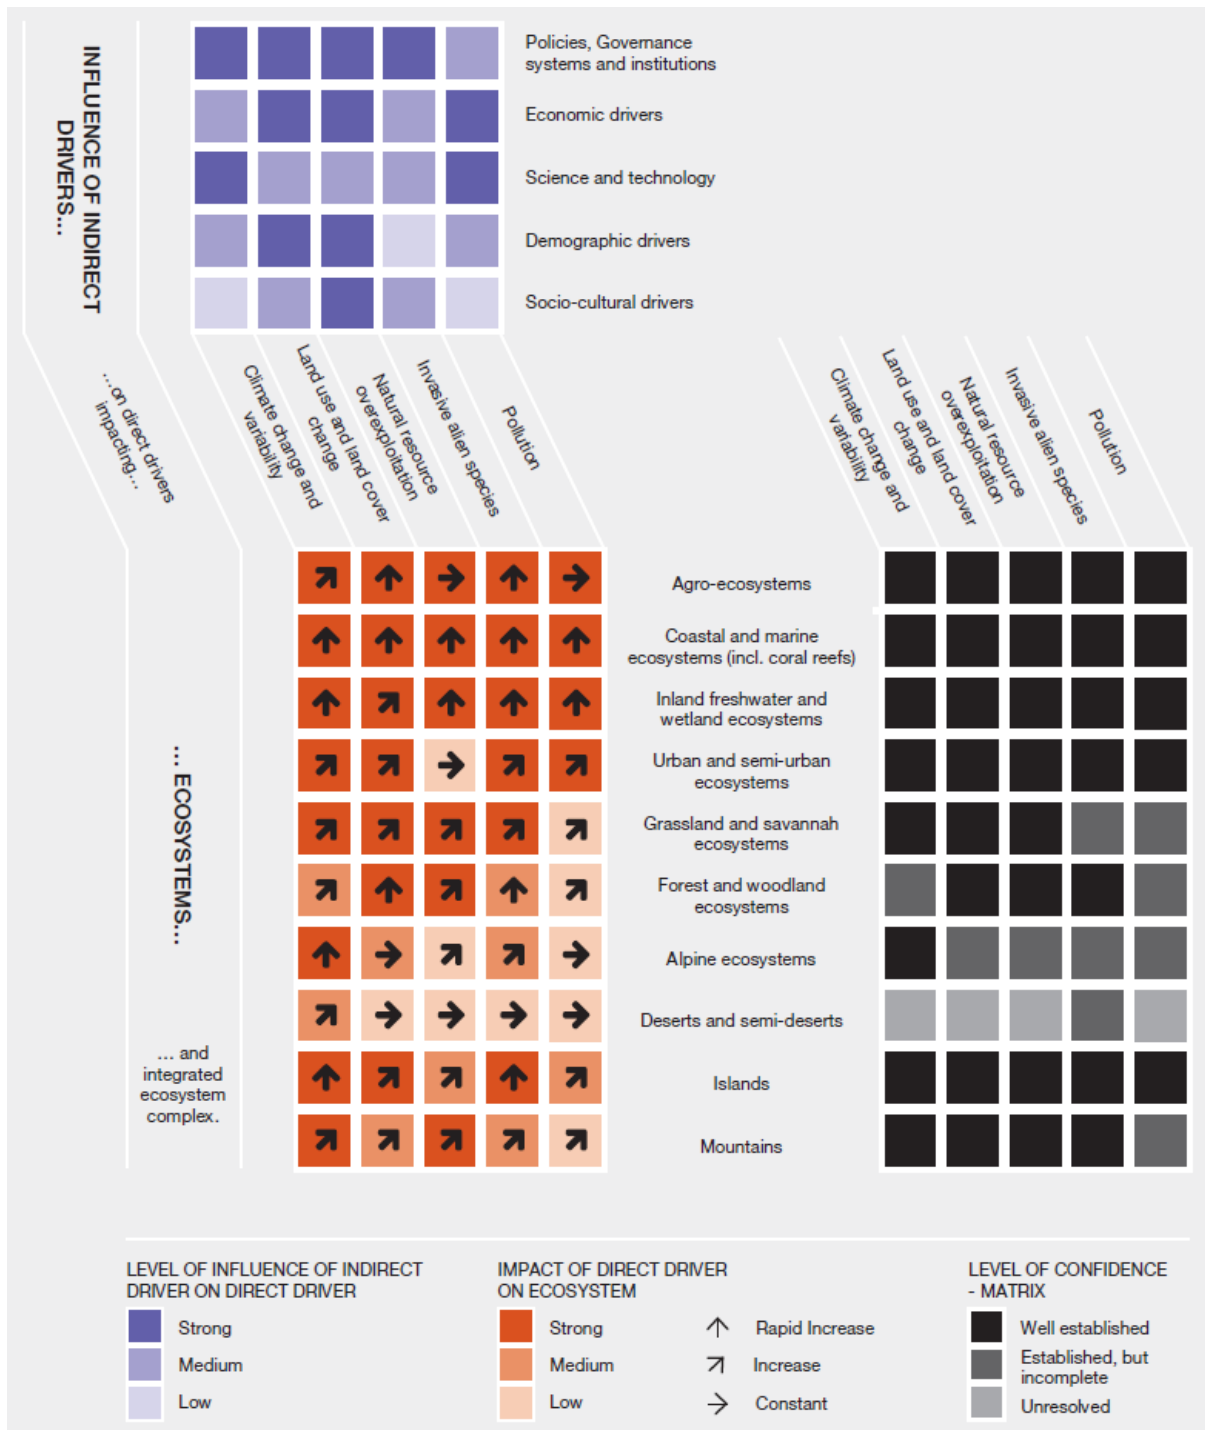 INFLUENCE OF INDIRECT
DRIVERS...
Policies, Governance
systems and institutions
Economic drivers
Science and technology
Demographic drivers
Socio-cultural drivers
...on direct drivers
impacting...
Climate change and
variability
Land use and land cover
change
Natural resource
overexploitation
Invasive alien species
Pollution
Climate change and
variability
Land use and land cover
change
Natural resource
overexploitation
Invasive alien species
Pollution
... ECOSYSTEMS...
... and
integrated
ecosystem
complex.
Agro-ecosystems
Coastal and marine
ecosystems (incl. coral reefs)
Inland freshwater and
wetland ecosystems
Urban and semi-urban
ecosystems
Grassland and savannah
ecosystems
Forest and woodland
ecosystems
Alpine ecosystems
Deserts and semi-deserts
Islands
Mountains
LEVEL OF INFLUENCE OF INDIRECT
DRIVER ON DIRECT DRIVER
Strong
Medium
Low
IMPACT OF DIRECT DRIVER
ON ECOSYSTEM
Strong
Medium
Low
Rapid Increase
Increase
Constant
LEVEL OF CONFIDENCE
- MATRIX
Well established
Established, but
incomplete
Unresolved